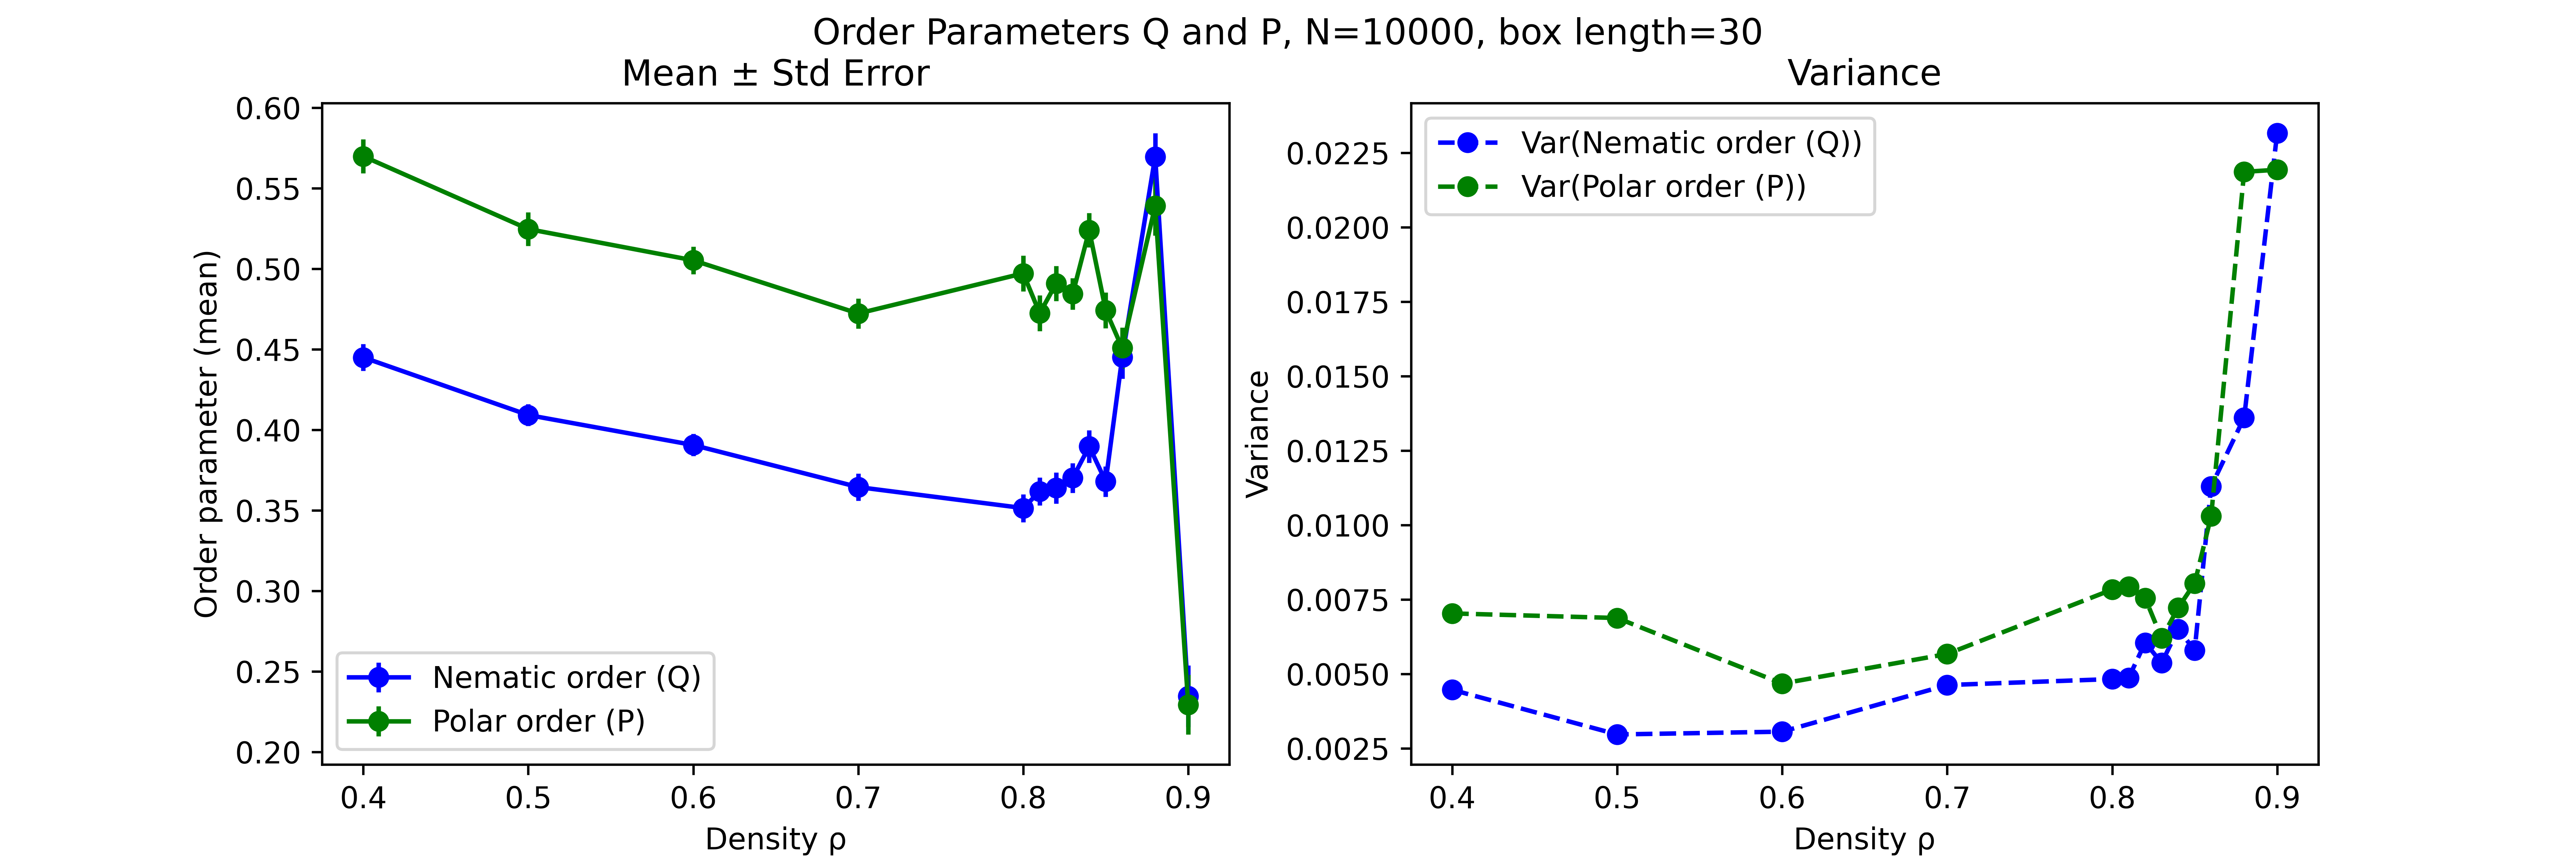 Order Parameters Q and P, N=10000, box length=30
Mean ± Std Error
0.60
0.55
0.50
0.45
0.40
0.35
0.30
0.25
0.20
Order parameter (mean)
Nematic order (Q)
Polar order (P)
0.4 0.5 0.6 0.7 0.8 0.9
Density ρ
Variance
0.0225
0.0200
0.0175
0.0150
0.0125
0.0100
0.0075
0.0050
0.0025
Variance
Var(Nematic order (Q))
Var(Polar order (P))
0.4 0.5 0.6 0.7 0.8 0.9
Density ρ